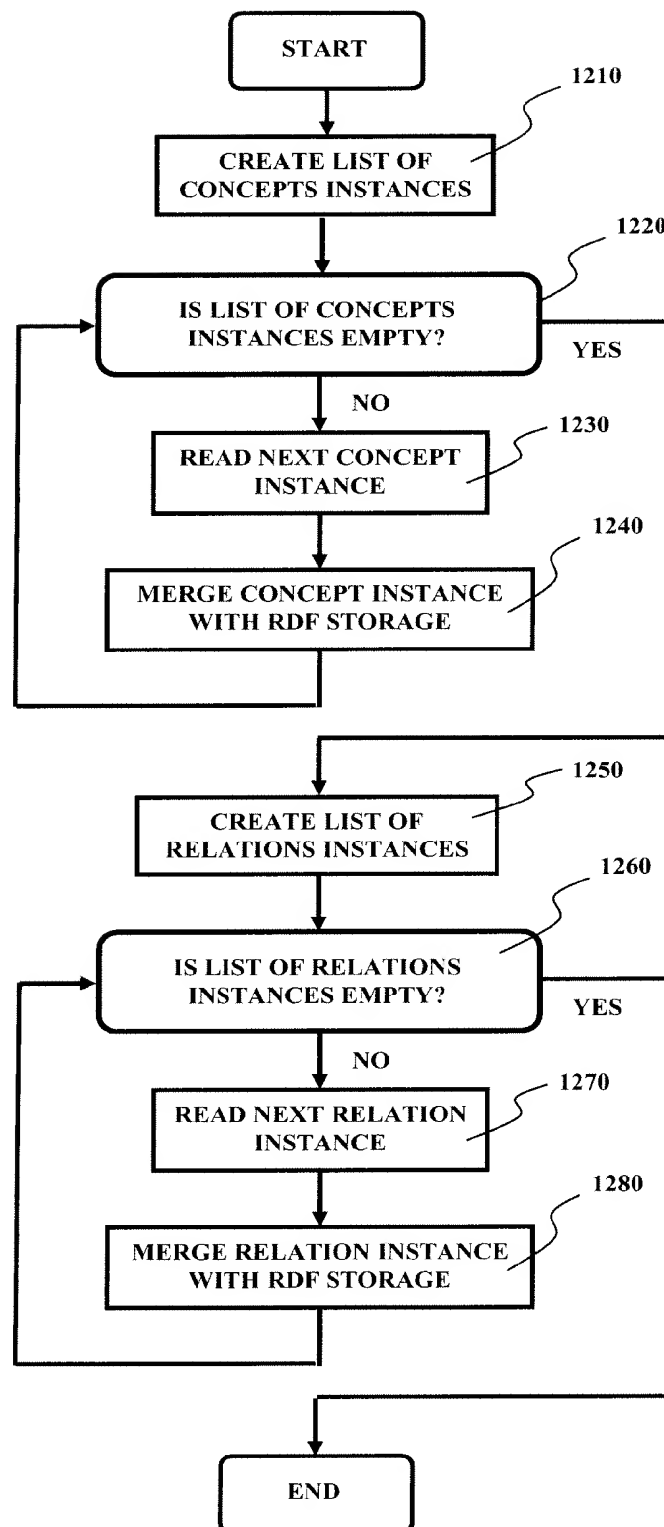 START
1210
CREATE LIST OF
CONCEPTS INSTANCES
1220
IS LIST OF CONCEPTS
INSTANCES EMPTY?
YES
NO
1230
READ NEXT CONCEPT
INSTANCE
1240
MERGE CONCEPT INSTANCE
WITH RDF STORAGE
1250
CREATE LIST OF
RELATIONS INSTANCES
1260
IS LIST OF RELATIONS
INSTANCES EMPTY?
YES
NO
1270
READ NEXT RELATION
INSTANCE
1280
MERGE RELATION INSTANCE
WITH RDF STORAGE
END